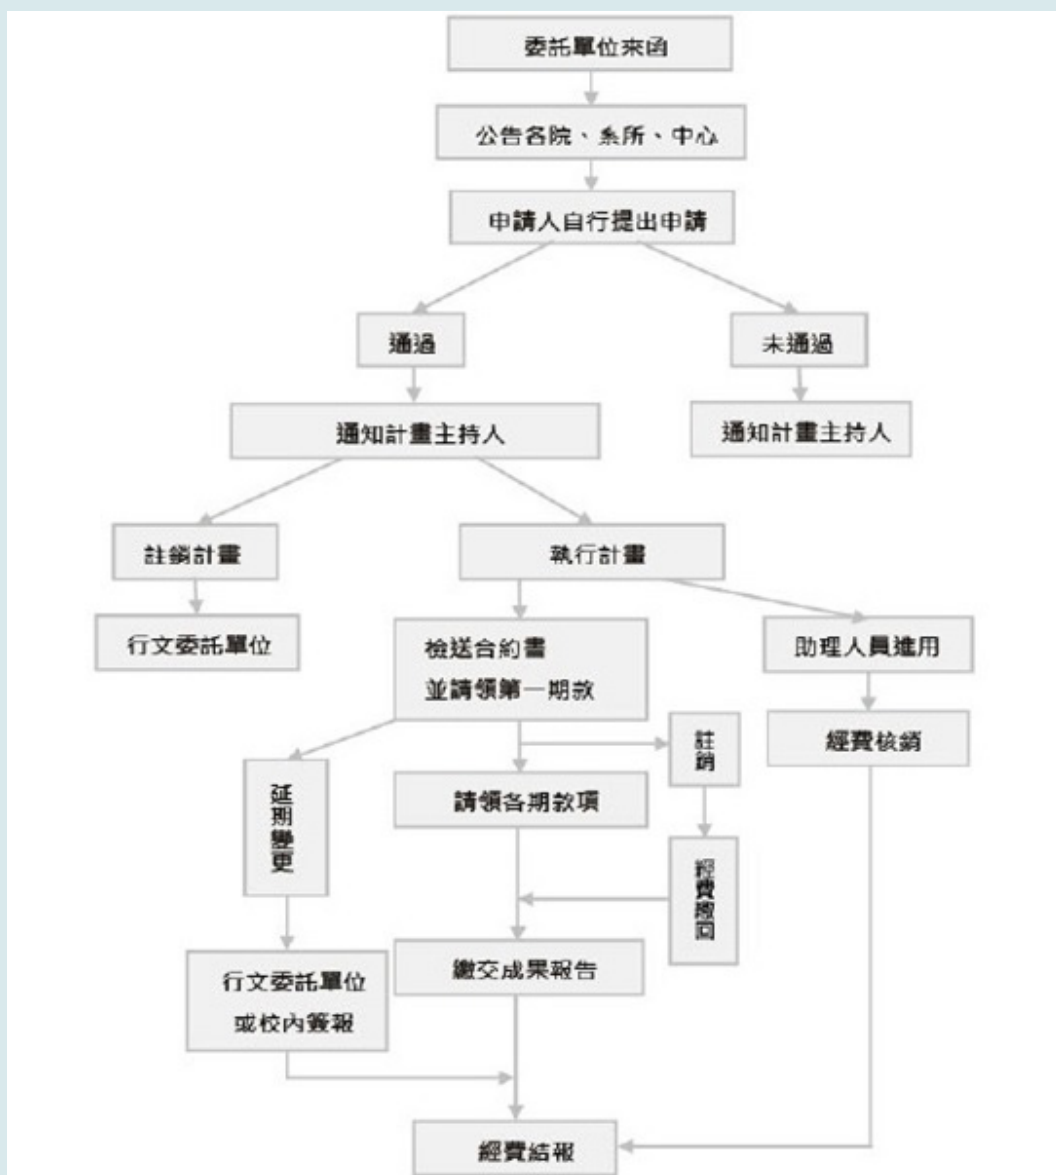 委託單位來函
公告各院、系所、中心
申請人自行提出申請
通過
未通過
通知計畫主持人
通知計畫主持人
註銷計畫
執行計畫
行文委託單位
檢送合約書
並請領第一期款
助理人員進用
註銷
經費核銷
延期變更
請領各期款項
經費繳回
行文委託單位
或校內簽報
繳交成果報告
經費結報